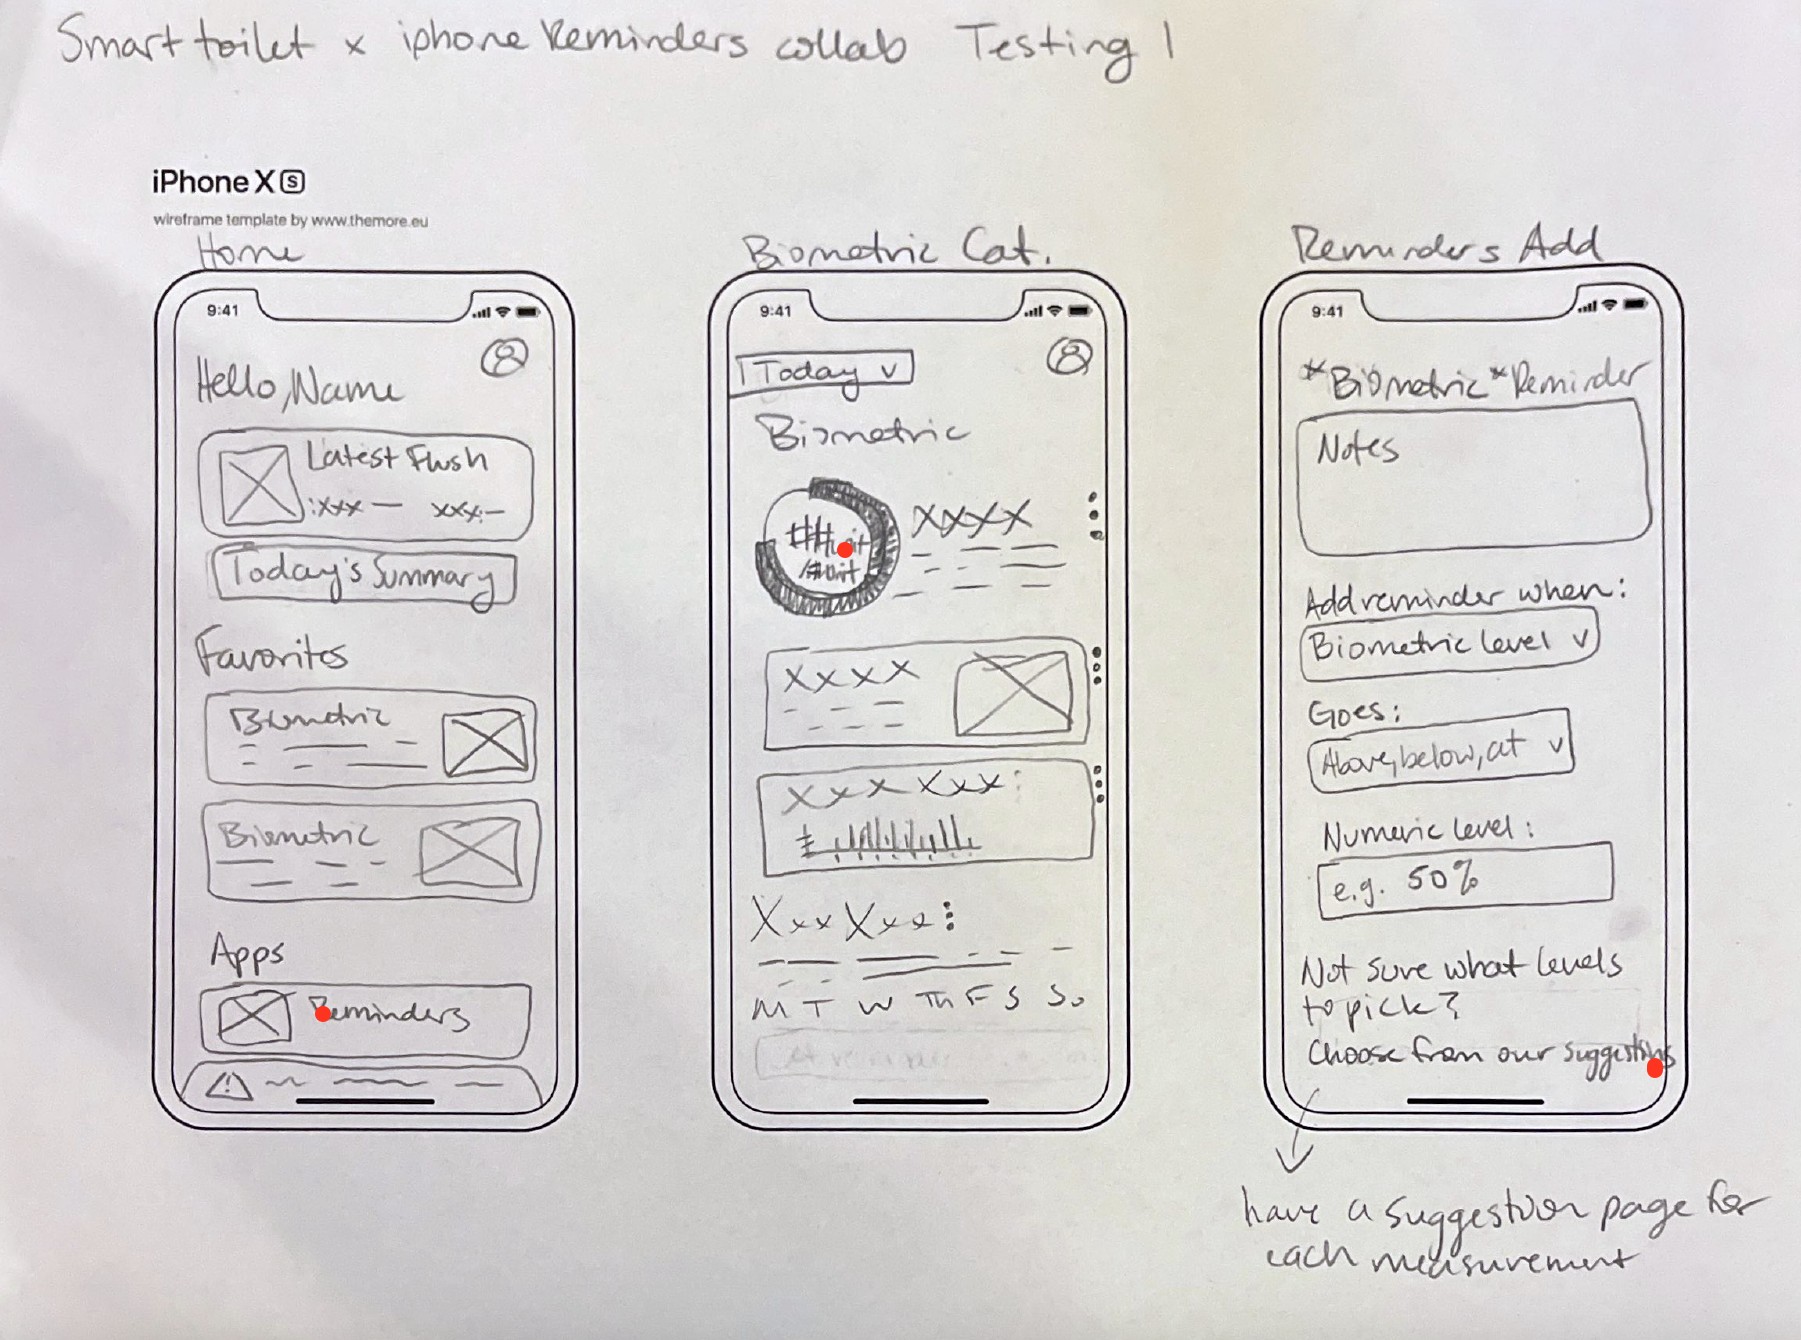 Smart toilet x iphone Reminders collab Testing 1
iPhone XS
wireframe template by www.themore.eu
Home
9:41
Hello, Name
Latest Flush
:xxx— xxx:—
Today's Summary
Favorites
Biometric
Biometric
Apps
Reminders
Biometric Cat.
9:41
Today v
Biometric
##unit
/#unit
XXXX
XXXX
XXX XXX:
Xxx Xxx:
M T W Th F S S.
Reminders Add
9:41
*Biometric* Reminder
Notes
Add reminder when:
Biometric level v
Goes:
Above, below, at v
Numeric level:
e.g. 50%
Not sure what levels
to pick?
Choose from our suggestions
have a suggestion page for
each measurement